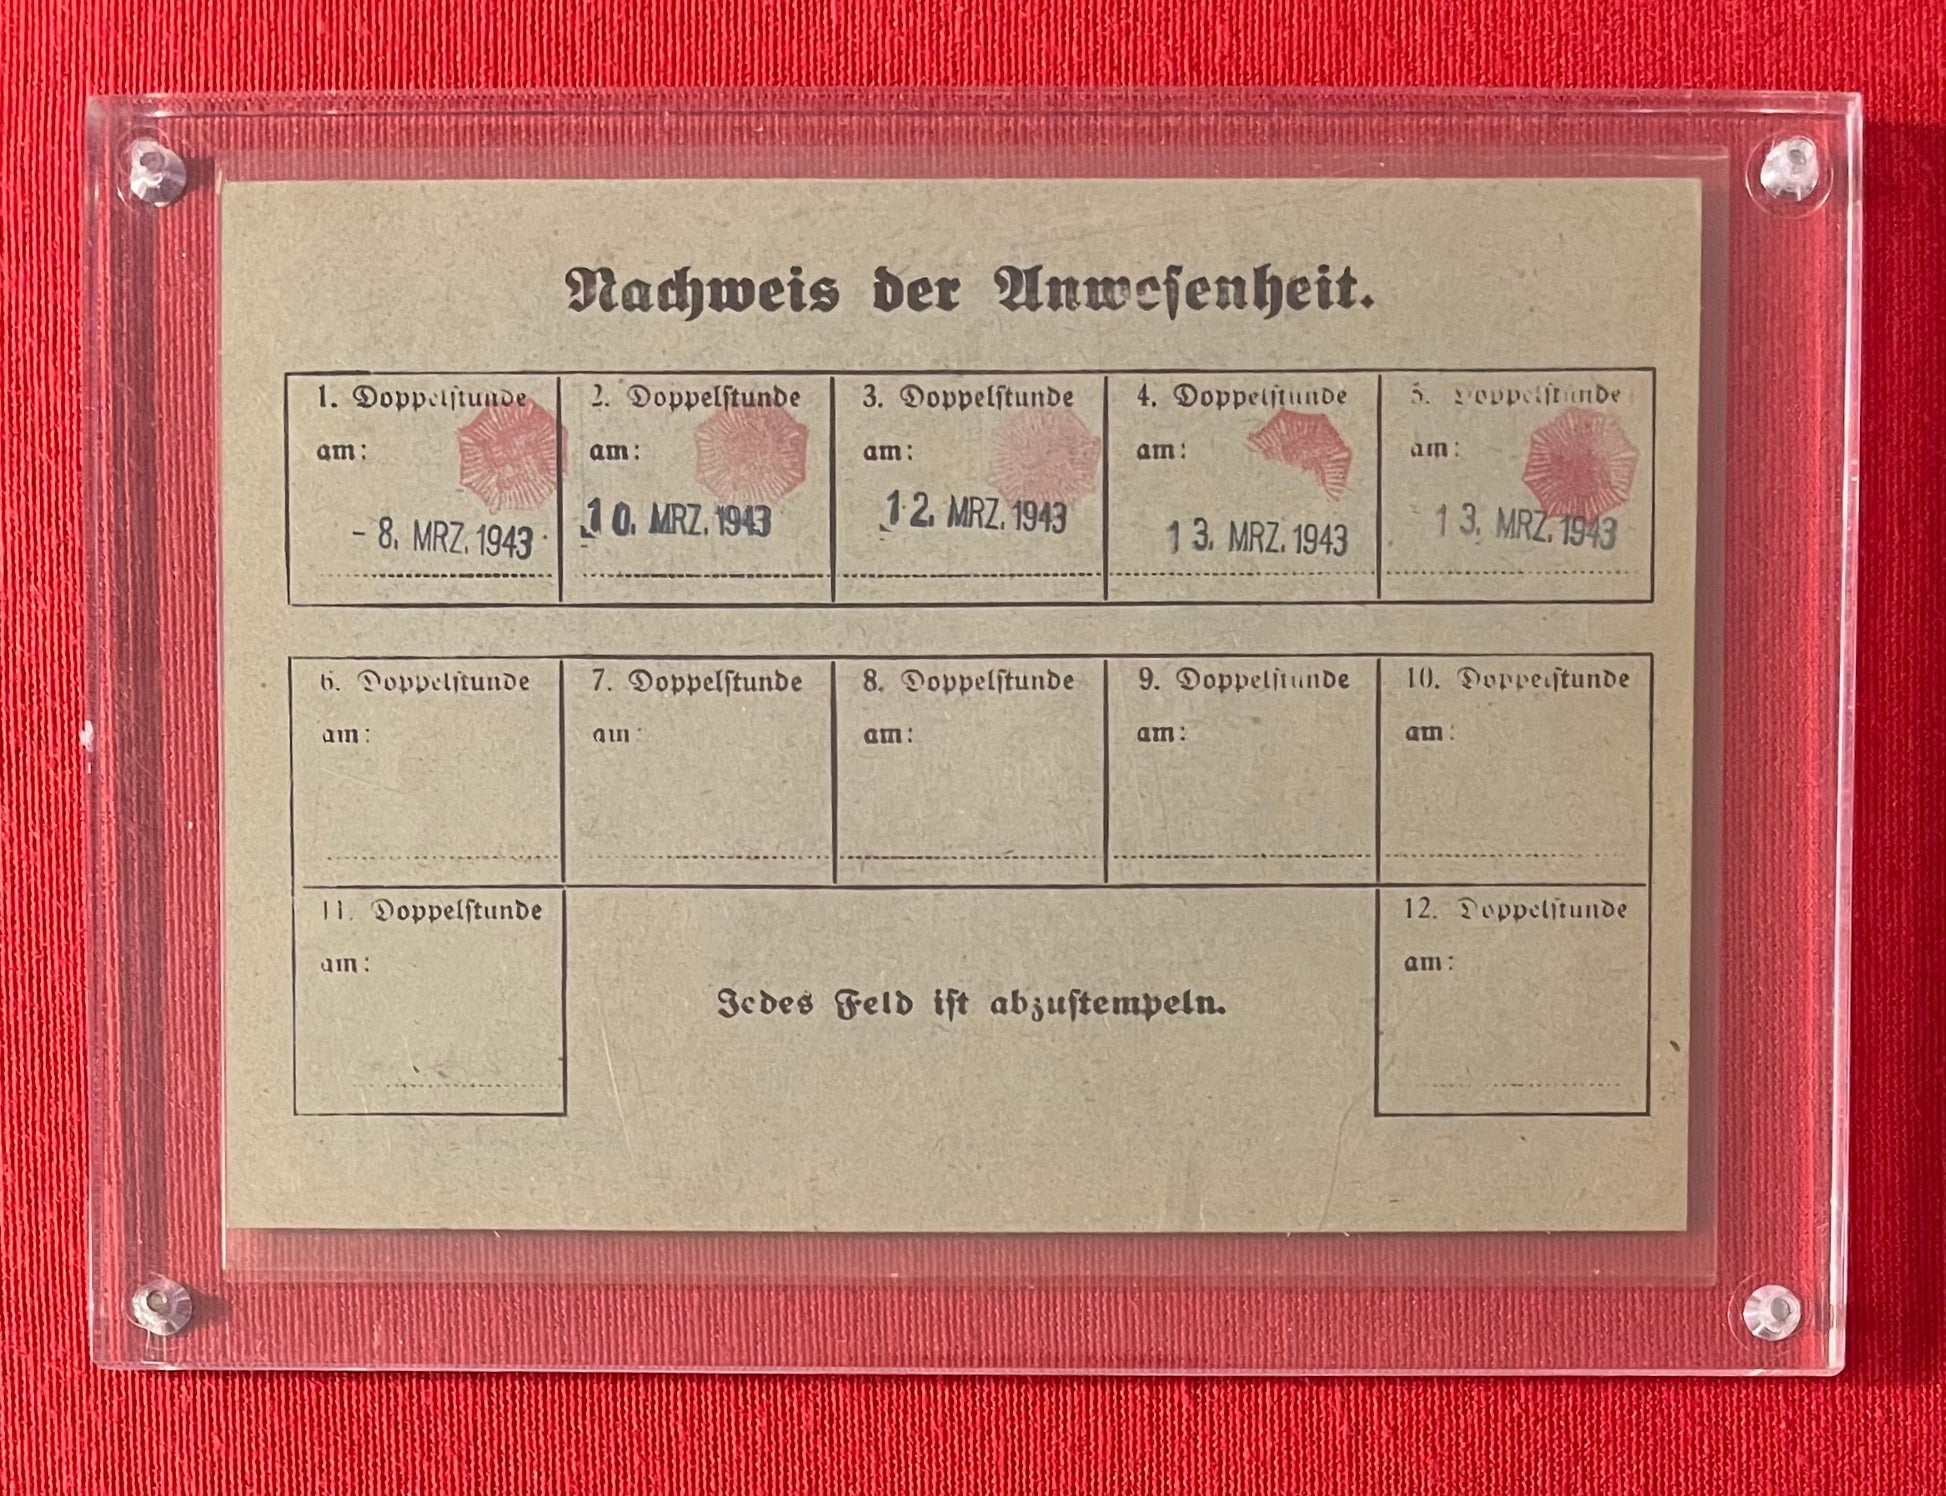 Nachweis der Anwesenheit.
1. Doppelstunde
am:
- 8. MRZ. 1943
2. Doppelstunde
am:
10. MRZ. 1943
3. Doppelstunde
am:
12. MRZ. 1943
4. Doppelstunde
am:
13. MRZ. 1943
5. Doppelstunde
am:
13. MRZ. 1943
6. Doppelstunde
am:
7. Doppelstunde
am:
8. Doppelstunde
am:
9. Doppelstunde
am:
10. Doppelstunde
am:
11. Doppelstunde
am:
Jedes Feld ist abzustempeln.
12. Doppelstunde
am: